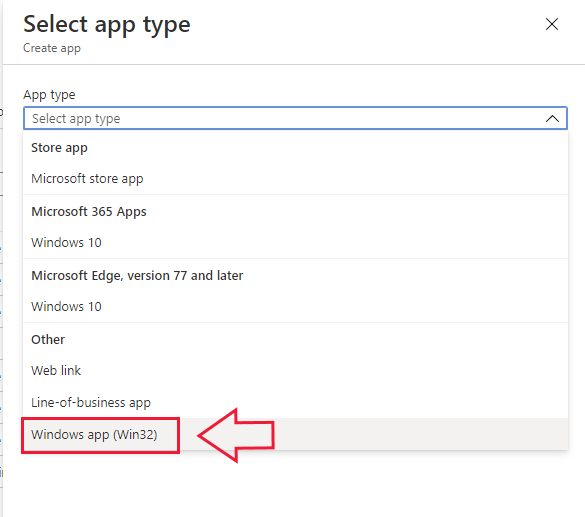 Select app type
Create app
App type
Select app type
Store app
Microsoft store app
Microsoft 365 Apps
Windows 10
Microsoft Edge, version 77 and later
Windows 10
Other
Web link
Line-of-business app
Windows app (Win32)